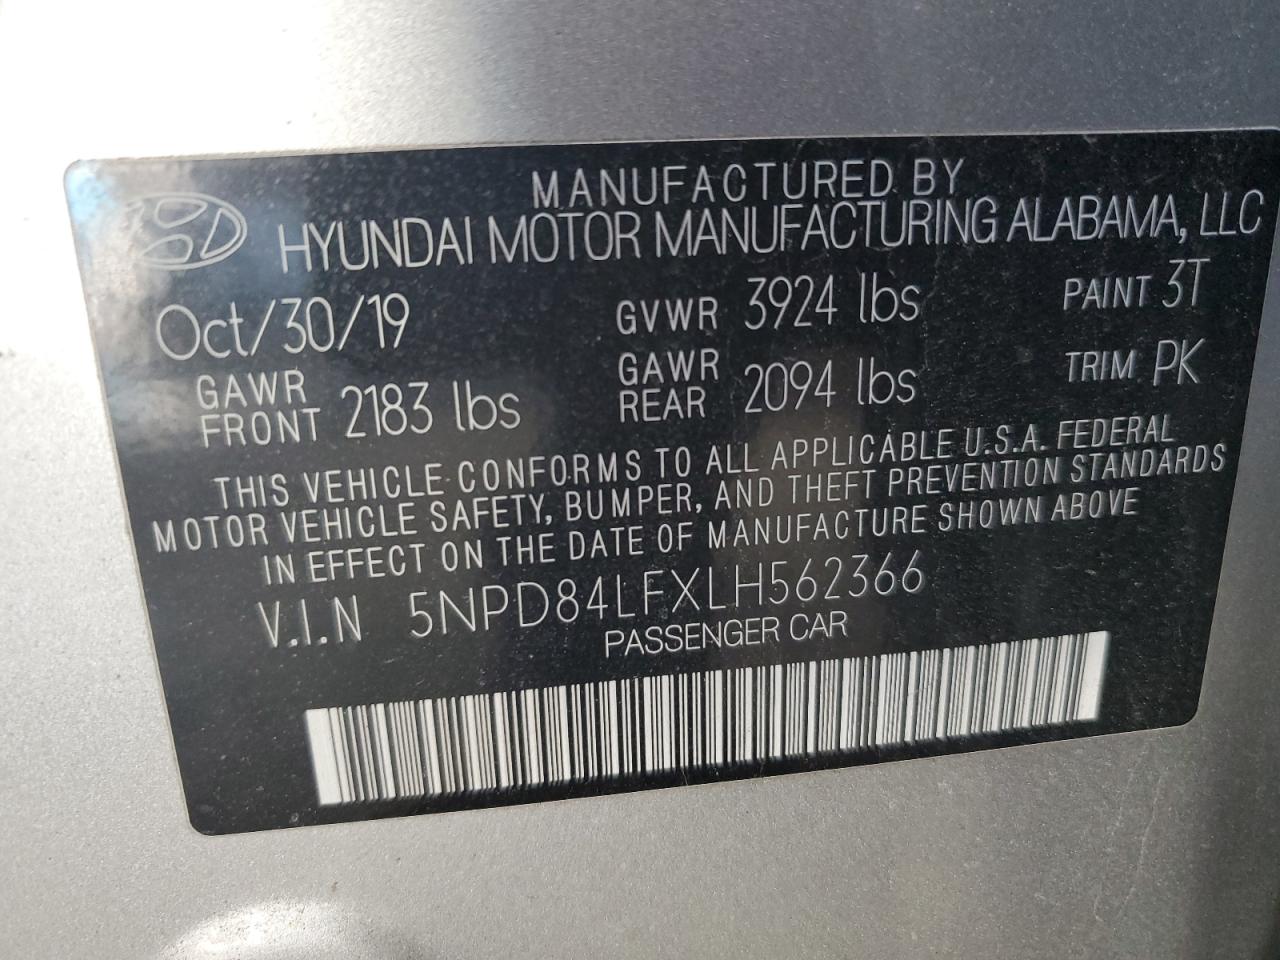 MANUFACTURED BY
HYUNDAI MOTOR MANUFACTURING ALABAMA, LLC
Oct/30/19 GVWR 3924 lbs PAINT 3T
GAWR FRONT 2183 lbs GAWR REAR 2094 lbs TRIM PK
THIS VEHICLE CONFORMS TO ALL APPLICABLE U.S.A. FEDERAL
MOTOR VEHICLE SAFETY, BUMPER, AND THEFT PREVENTION STANDARDS
IN EFFECT ON THE DATE OF MANUFACTURE SHOWN ABOVE
V.I.N 5NPD84LFXLH562366
PASSENGER CAR